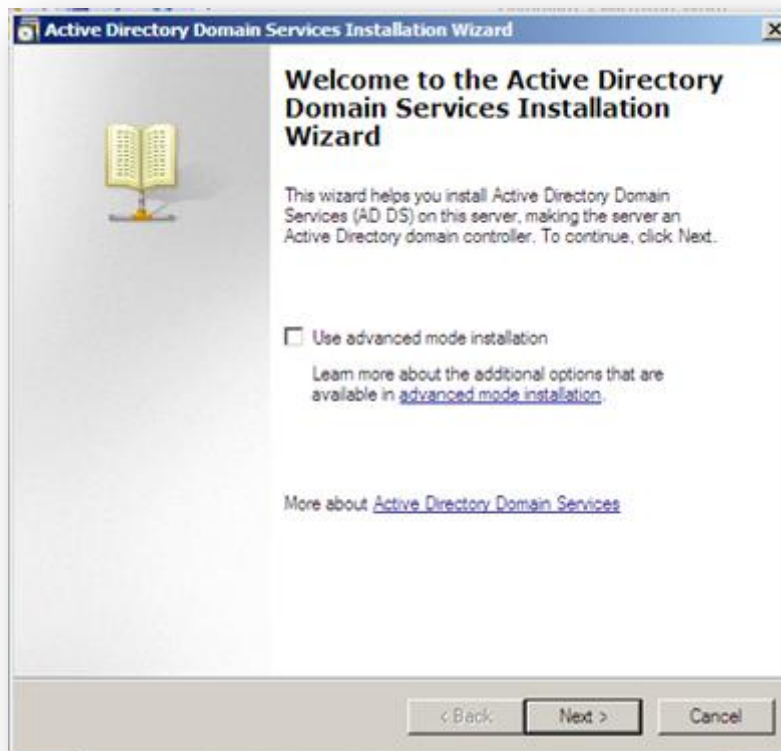 Active Directory Domain Services Installation Wizard
Welcome to the Active Directory
Domain Services Installation
Wizard
This wizard helps you install Active Directory Domain
Services (AD DS) on this server, making the server an
Active Directory domain controller. To continue, click Next.
Use advanced mode installation
Learn more about the additional options that are
available in advanced mode installation.
More about Active Directory Domain Services
< Back
Next >
Cancel